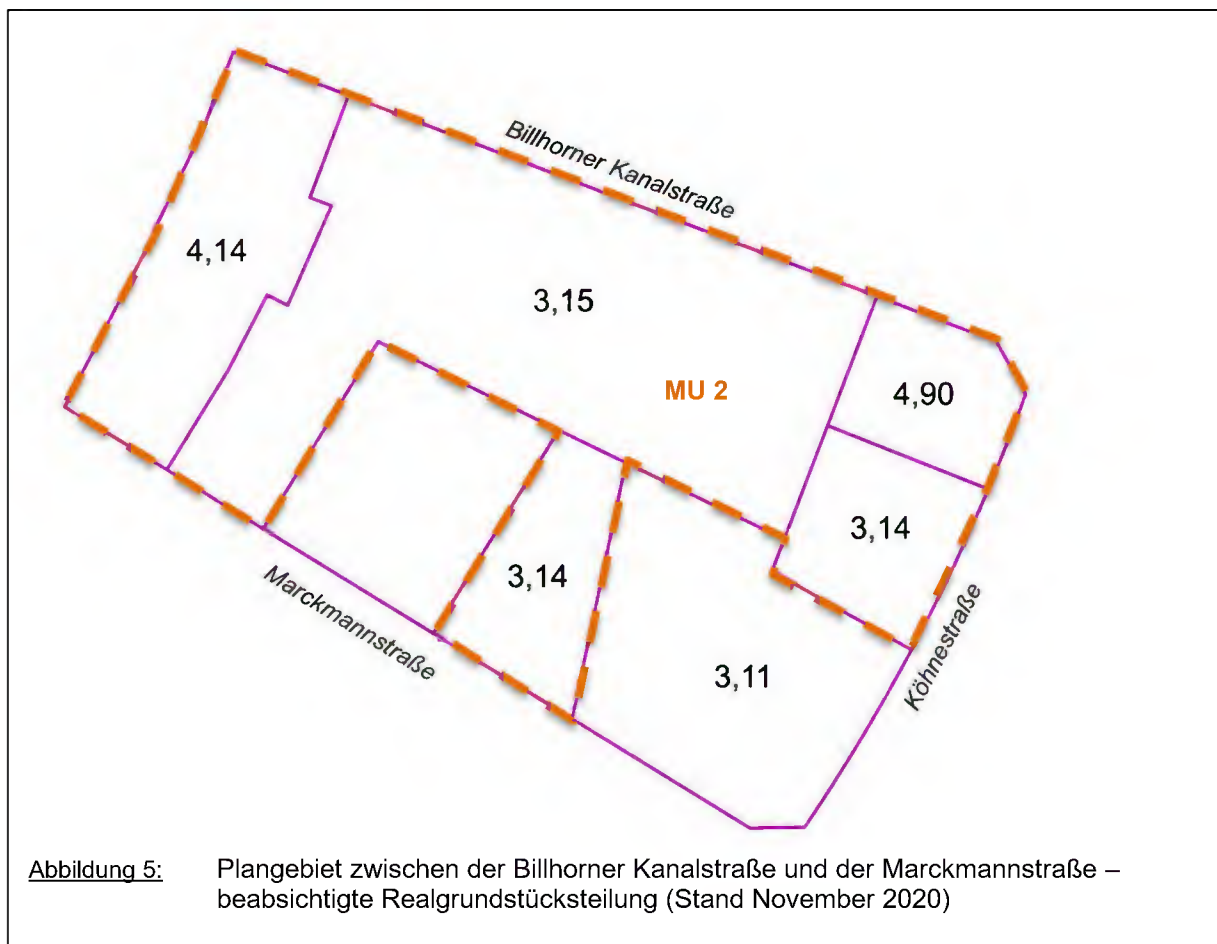 Billhorner Kanalstraße
4,14
3,15
MU 2
4,90
3,14
3,14
3,11
Marckmannstraße
Köhnestraße
Abbildung 5: Plangebiet zwischen der Billhorner Kanalstraße und der Marckmannstraße –
beabsichtigte Realgrundstücksteilung (Stand November 2020)